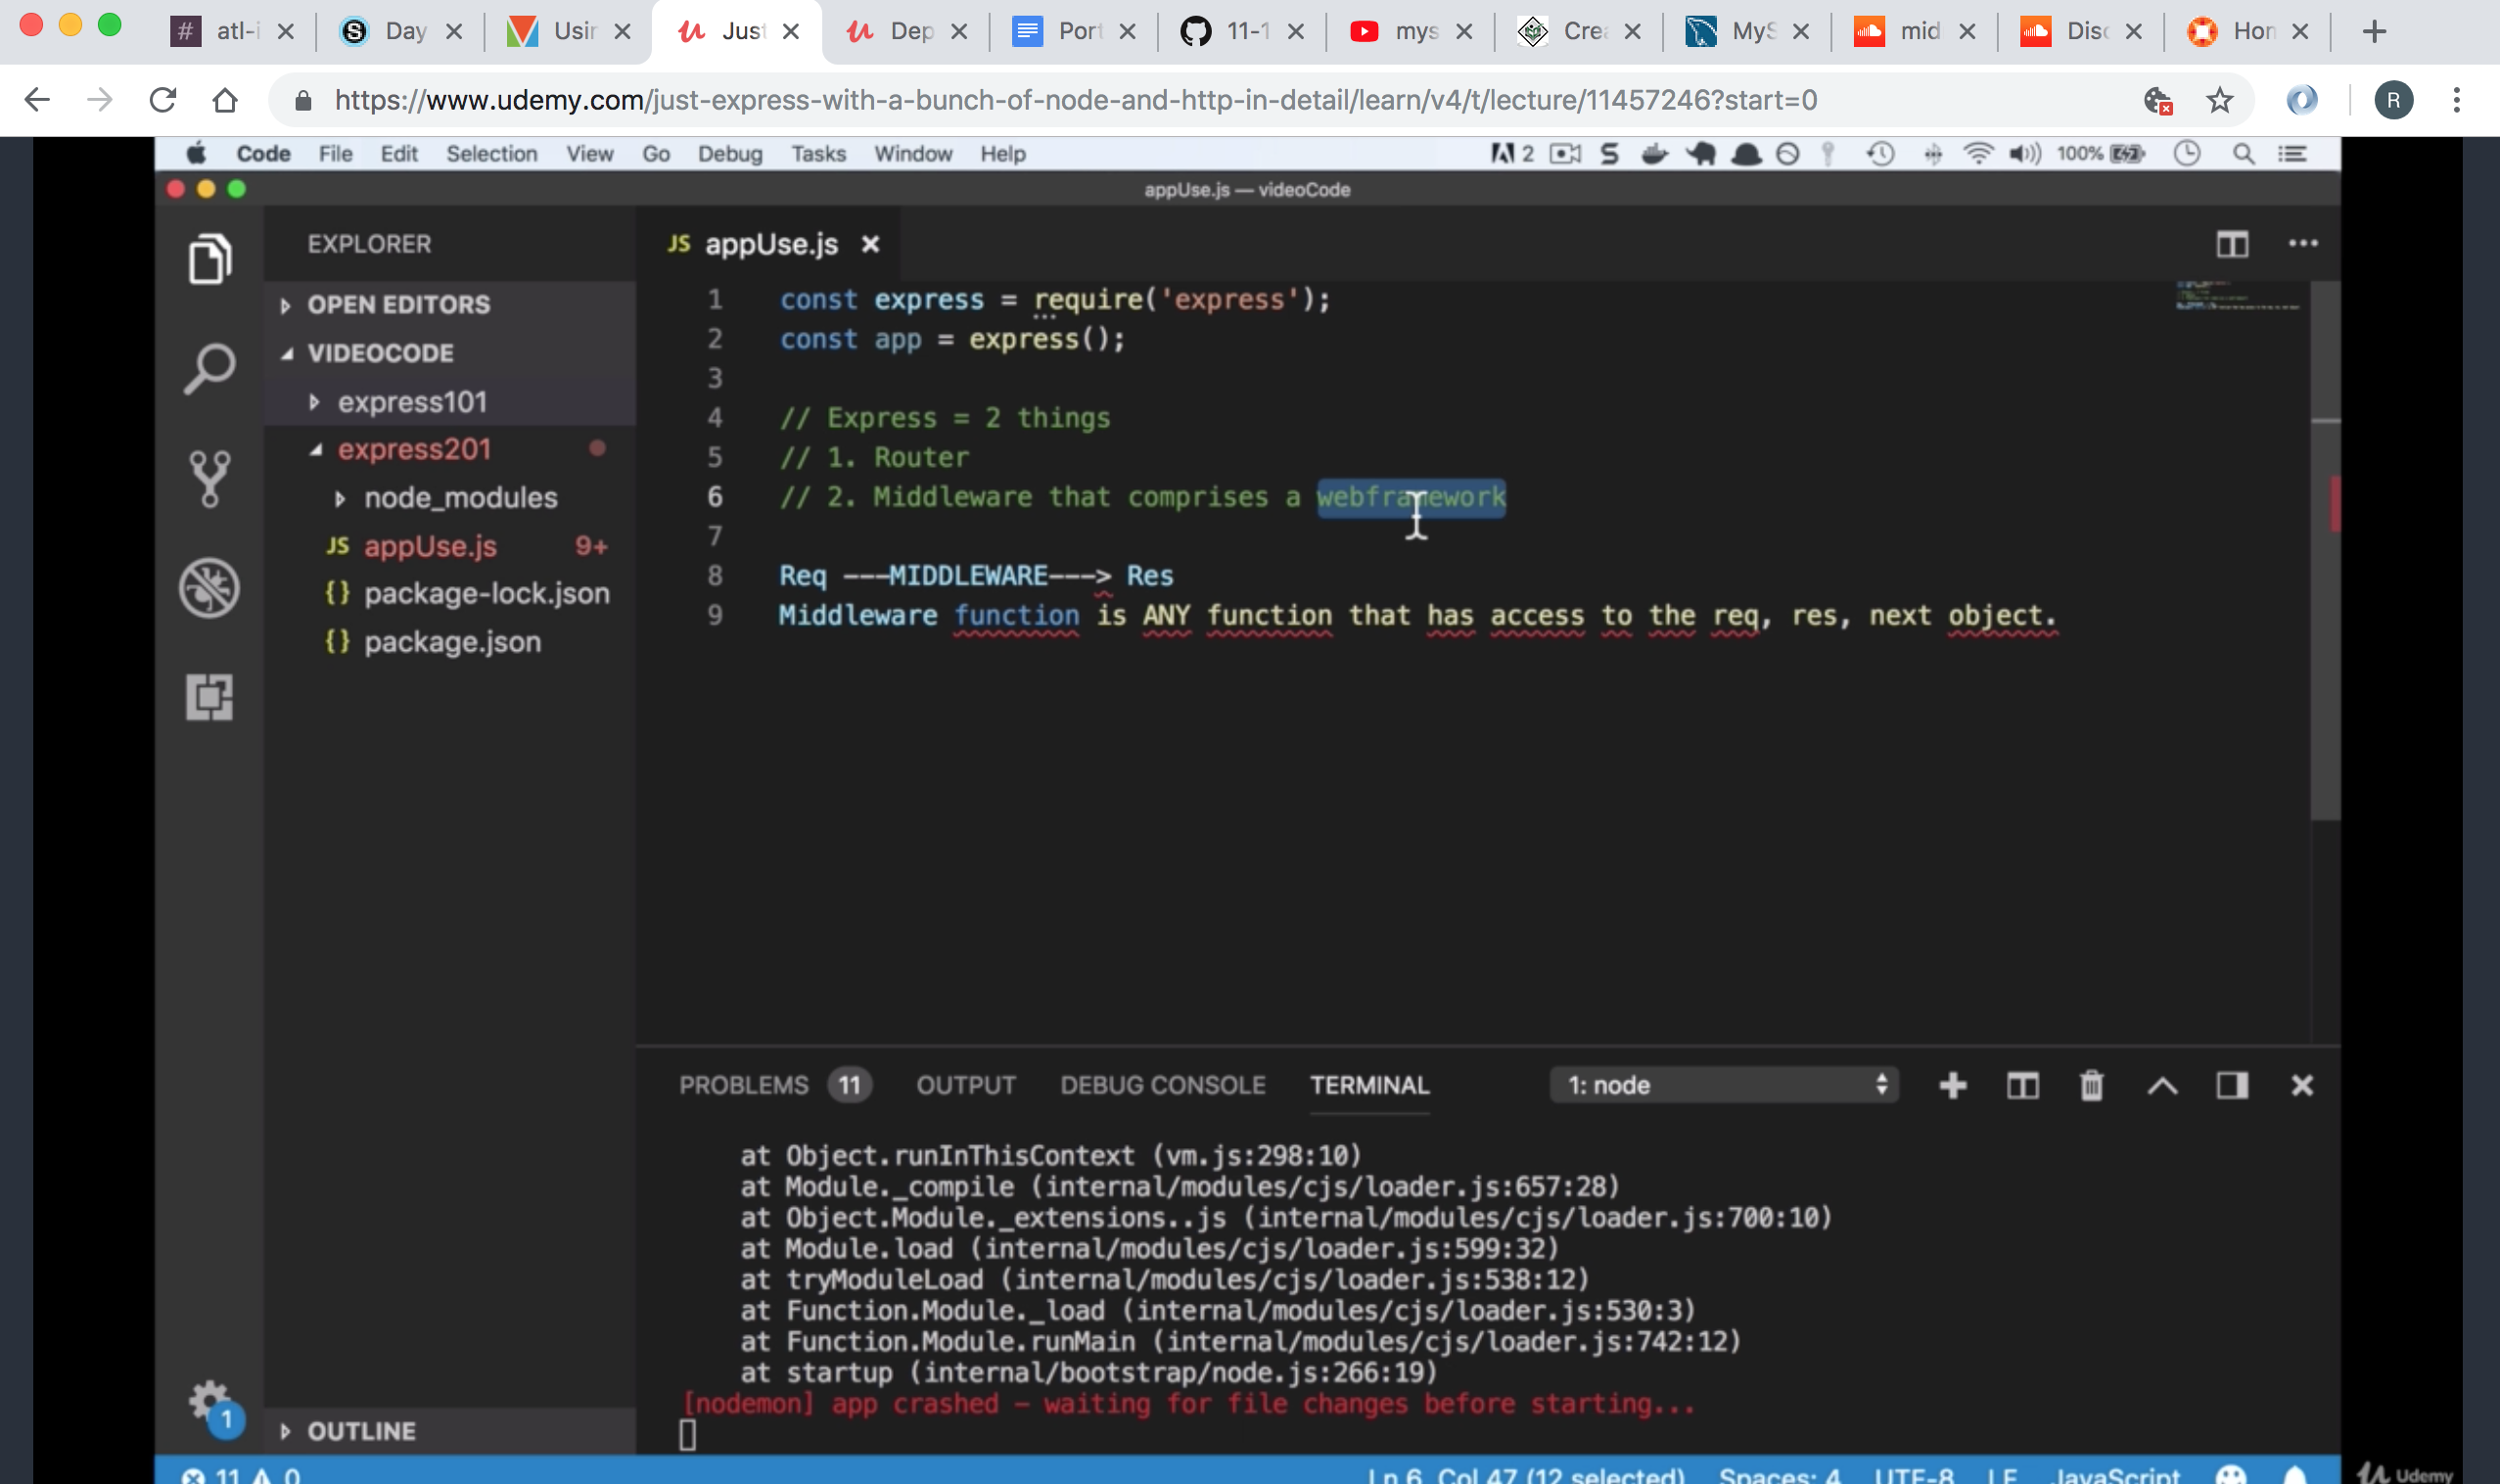 atl-i
Day
Usin
Just
Dep
Port
11-1
mys
Crea
MyS
mid
Disc
Hom
https://www.udemy.com/just-express-with-a-bunch-of-node-and-http-in-detail/learn/v4/t/lecture/11457246?start=0
R
Code File Edit Selection View Go Debug Tasks Window Help
2
100%
appUse.js — videoCode
EXPLORER
JS appUse.js
OPEN EDITORS
VIDEOCODE
express101
express201
node_modules
JS appUse.js 9+
{} package-lock.json
{} package.json
1 const express = require('express');
2 const app = express();
3
4 // Express = 2 things
5 // 1. Router
6 // 2. Middleware that comprises a webframework
7
8 Req ---MIDDLEWARE---> Res
9 Middleware function is ANY function that has access to the req, res, next object.
PROBLEMS 11 OUTPUT DEBUG CONSOLE TERMINAL 1: node
at Object.runInThisContext (vm.js:298:10)
at Module._compile (internal/modules/cjs/loader.js:657:28)
at Object.Module._extensions..js (internal/modules/cjs/loader.js:700:10)
at Module.load (internal/modules/cjs/loader.js:599:32)
at tryModuleLoad (internal/modules/cjs/loader.js:538:12)
at Function.Module._load (internal/modules/cjs/loader.js:530:3)
at Function.Module.runMain (internal/modules/cjs/loader.js:742:12)
at startup (internal/bootstrap/node.js:266:19)
[nodemon] app crashed – waiting for file changes before starting...
1
OUTLINE
11 0
Ln 6, Col 47 (12 selected) Spaces: 4 UTF-8 LF JavaScript
Udemy